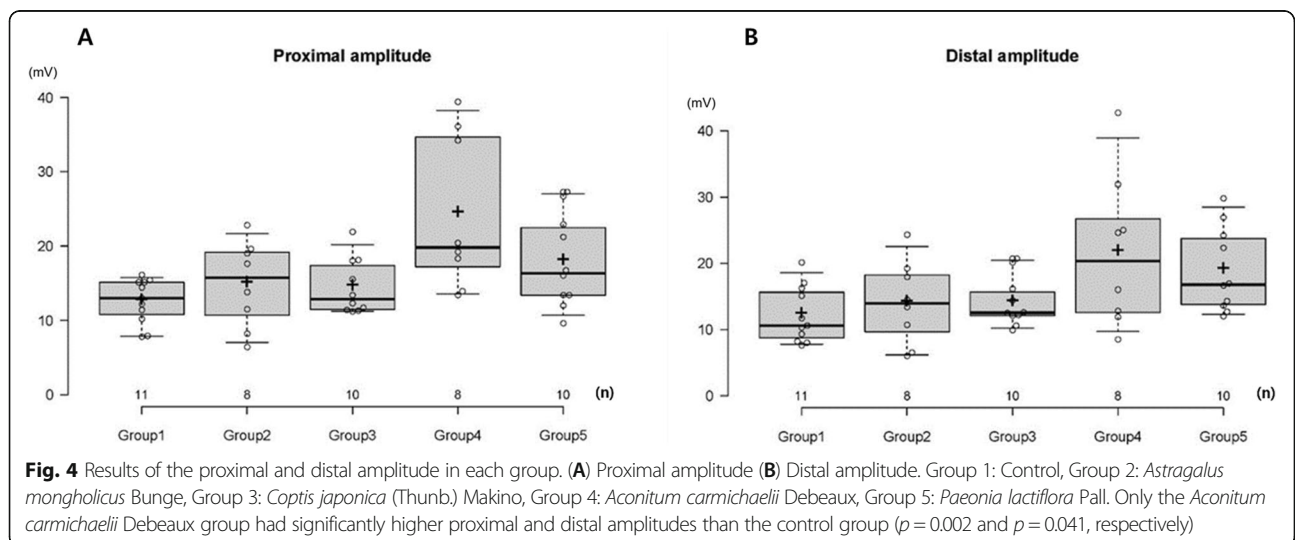 A
Proximal amplitude
(mV)
40
30
20
10
0
11 8 10 8 10 (n)
Group1 Group2 Group3 Group4 Group5
B
Distal amplitude
(mV)
40
30
20
10
0
11 8 10 8 10 (n)
Group1 Group2 Group3 Group4 Group5
Fig. 4 Results of the proximal and distal amplitude in each group. (A) Proximal amplitude (B) Distal amplitude. Group 1: Control, Group 2: Astragalus
mongholicus Bunge, Group 3: Coptis japonica (Thunb.) Makino, Group 4: Aconitum carmichaelii Debeaux, Group 5: Paeonia lactiflora Pall. Only the Aconitum
carmichaelii Debeaux group had significantly higher proximal and distal amplitudes than the control group (p = 0.002 and p = 0.041, respectively)